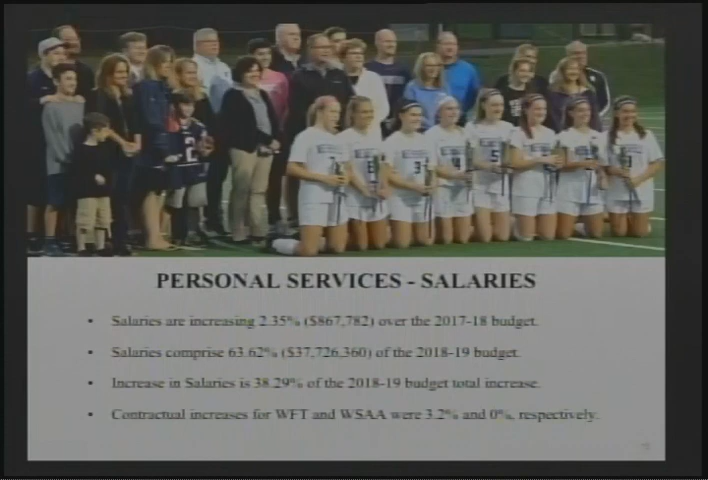 PERSONAL SERVICES - SALARIES
• Salaries are increasing 2.35% ($867,782) over the 2017-18 budget.
• Salaries comprise 63.62% ($37,726,360) of the 2018-19 budget.
• Increase in Salaries is 38.29% of the 2018-19 budget total increase.
• Contractual increases for WFT and WSAA were 3.2% and 0%, respectively.